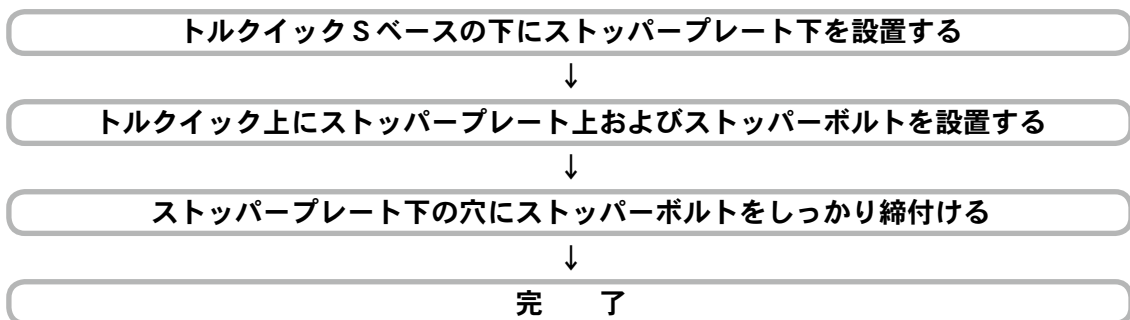 トルクイックSベースの下にストッパープレート下を設置する
↓
トルクイック上にストッパープレート上およびストッパーボルトを設置する
↓
ストッパープレート下の穴にストッパーボルトをしっかり締付ける
↓
完　　了